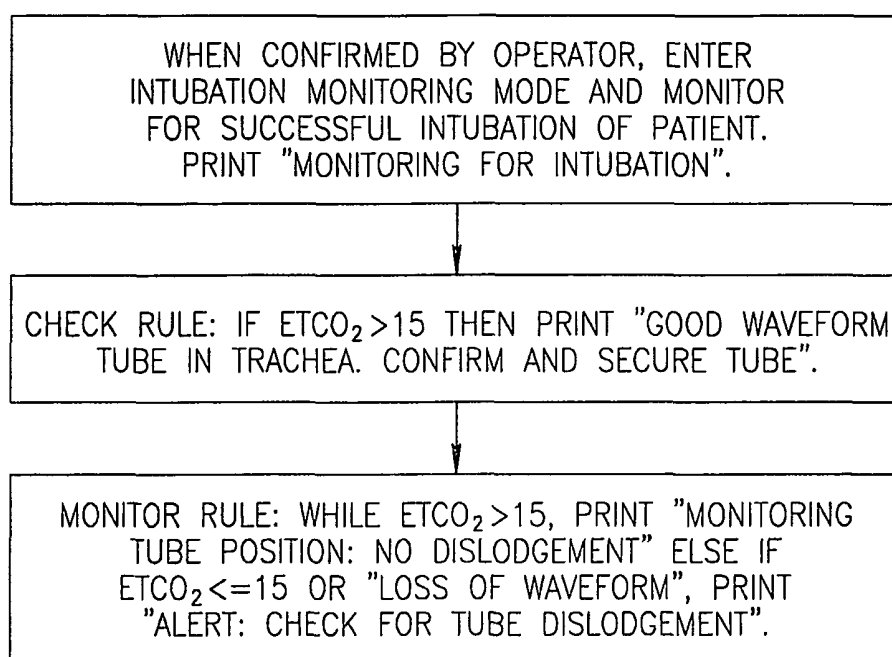 WHEN CONFIRMED BY OPERATOR, ENTER
INTUBATION MONITORING MODE AND MONITOR
FOR SUCCESSFUL INTUBATION OF PATIENT.
PRINT "MONITORING FOR INTUBATION".
CHECK RULE: IF ETCO₂>15 THEN PRINT "GOOD WAVEFORM
TUBE IN TRACHEA. CONFIRM AND SECURE TUBE".
MONITOR RULE: WHILE ETCO₂>15, PRINT "MONITORING
TUBE POSITION: NO DISLODGEMENT" ELSE IF
ETCO₂<=15 OR "LOSS OF WAVEFORM", PRINT
"ALERT: CHECK FOR TUBE DISLODGEMENT".